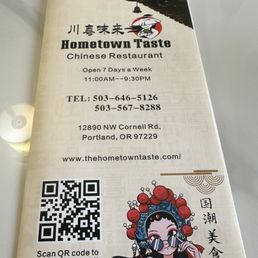 川喜味来
Hometown Taste
Chinese Restaurant
Open 7 Days a Week
11:00AM--9:30PM
TEL: 503-646-5126
503-567-8288
12890 NW Cornell Rd,
Portland, OR 97229
www.thehometowntaste.com/
国潮美食
Scan QR code to